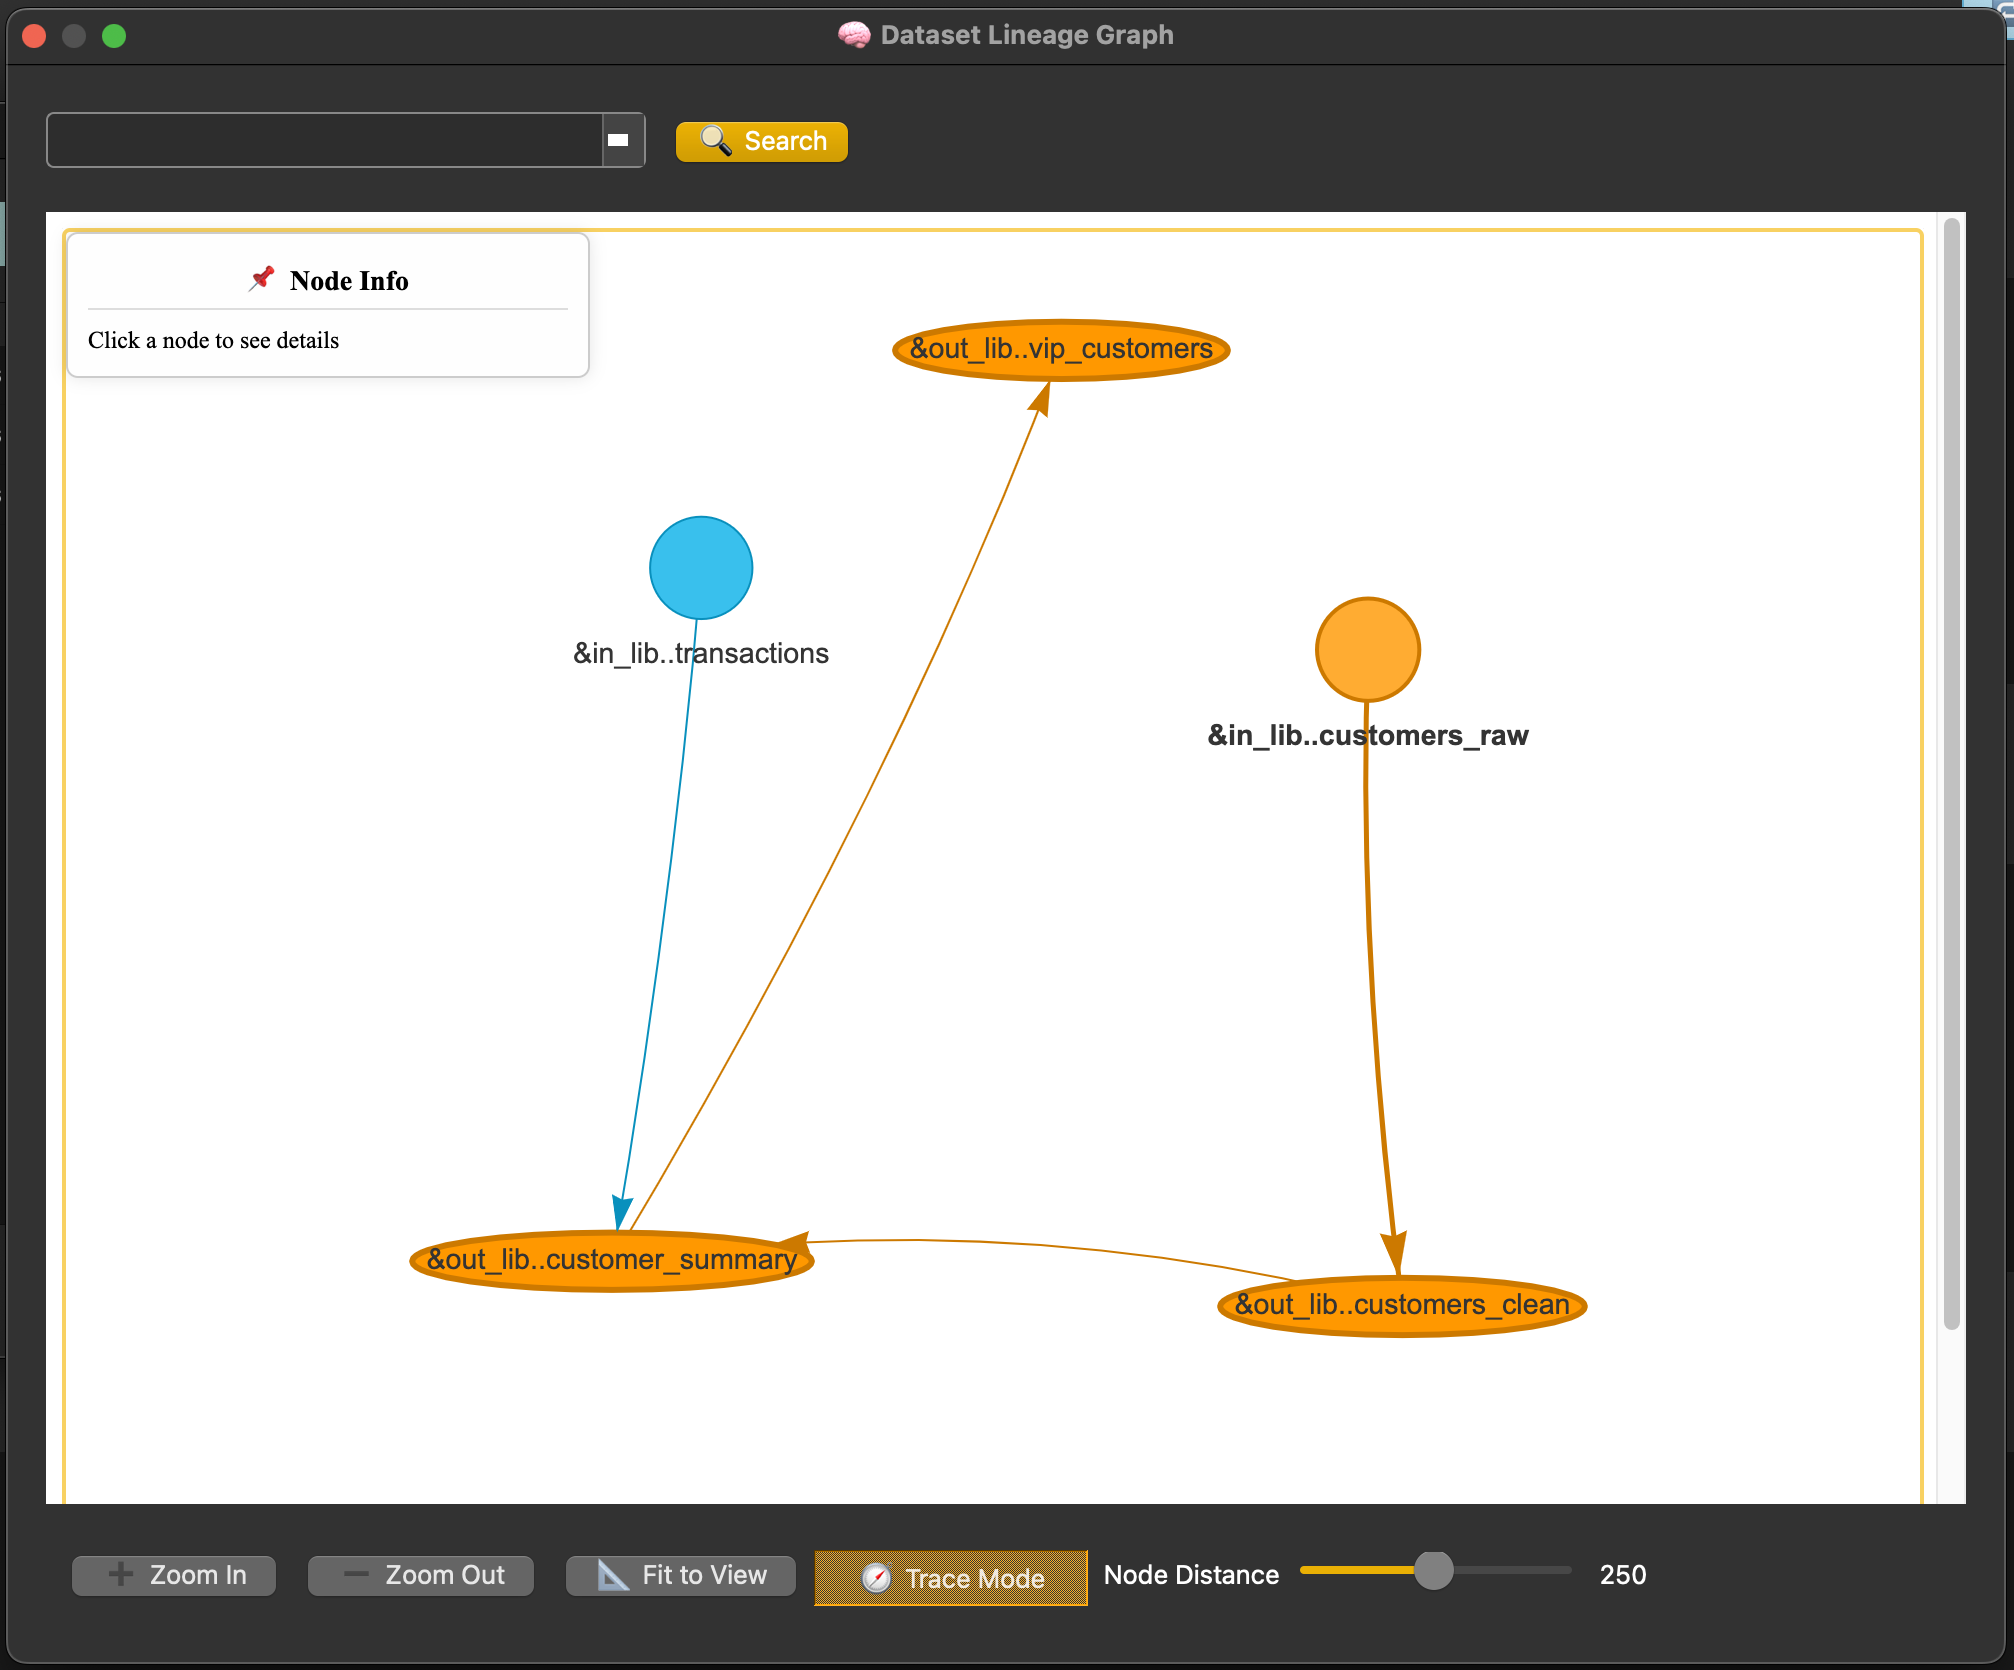 Dataset Lineage Graph
Search
Node Info
Click a node to see details
&out_lib..vip_customers
&in_lib..transactions
&in_lib..customers_raw
&out_lib..customer_summary
&out_lib..customers_clean
Zoom In
Zoom Out
Fit to View
Trace Mode
Node Distance
250